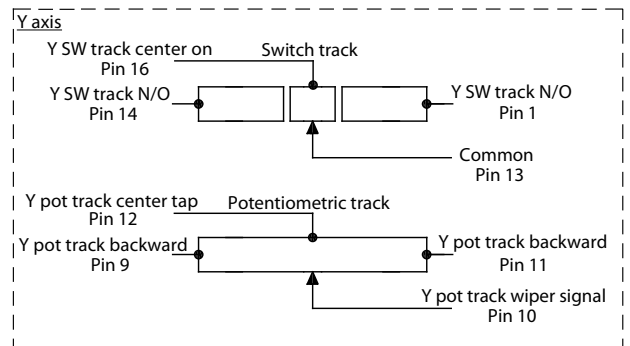 Y axis
Y SW track center on
Pin 16
Switch track
Y SW track N/O
Pin 14
Y SW track N/O
Pin 1
Common
Pin 13
Y pot track center tap
Pin 12
Potentiometric track
Y pot track backward
Pin 9
Y pot track backward
Pin 11
Y pot track wiper signal
Pin 10